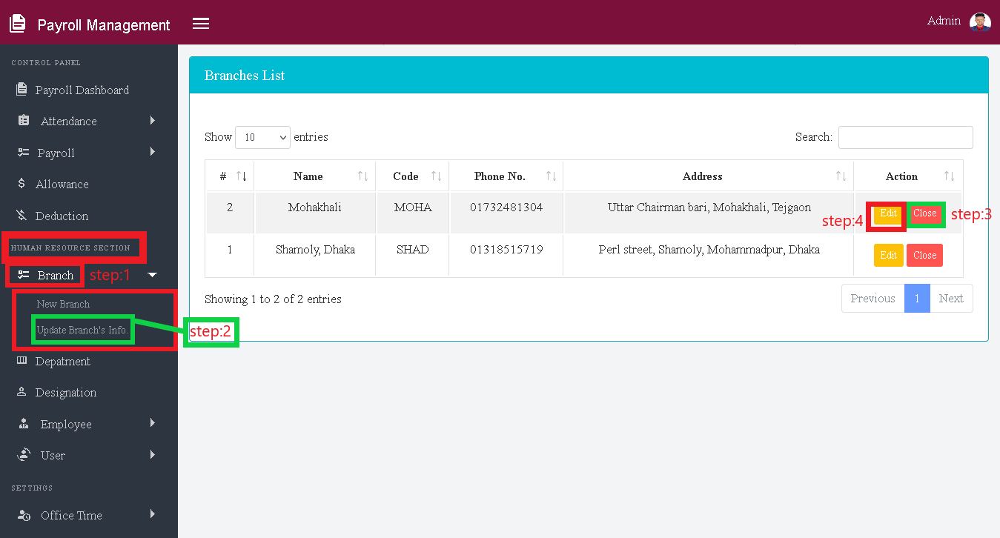 Payroll Management
Admin
CONTROL PANEL
Payroll Dashboard
Attendance
Payroll
$ Allowance
Deduction
HUMAN RESOURCE SECTION
Branch step:1
New Branch
Update Branch's Info. step:2
Depatment
Designation
Employee
User
SETTINGS
Office Time
Branches List
Show 10 entries Search:
# Name Code Phone No. Address Action
2 Mohakhali MOHA 01732481304 Uttar Chairman bari, Mohakhali, Tejgaon step:4 Edit Close step:3
1 Shamoly, Dhaka SHAD 01318515719 Perl street, Shamoly, Mohammadpur, Dhaka Edit Close
Showing 1 to 2 of 2 entries Previous 1 Next